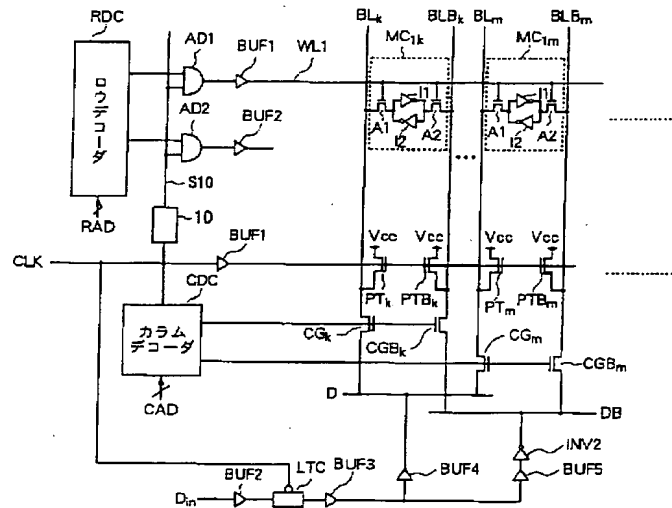 RDC
AD1
BUF1
WL1
BLk
BLBk
BLm
BLBm
MC1k
MC1m
ロウデコーダ
I1
I1
A1
I2
A2
A1
I2
A2
AD2
BUF2
S10
10
RAD
BUF1
Vcc
Vcc
Vcc
Vcc
CLK
CDC
PTk
PTBk
PTm
PTBm
カラム
デコーダ
CGk
CGBk
CGm
CGBm
CAD
D
DB
INV2
LTC
BUF2
BUF3
BUF4
BUF5
Din